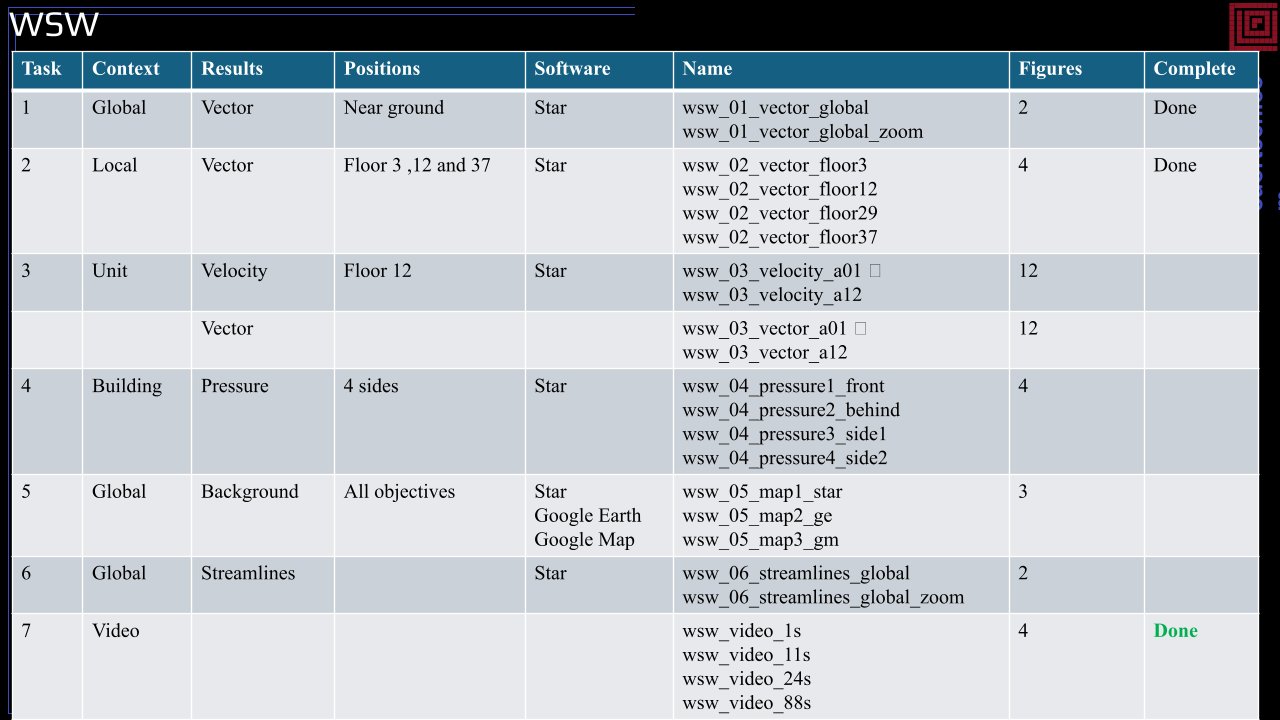 WSW
Task Context Results Positions Software Name Figures Complete
1 Global Vector Near ground Star wsw_01_vector_global 2 Done
wsw_01_vector_global_zoom
2 Local Vector Floor 3 ,12 and 37 Star wsw_02_vector_floor3 4 Done
wsw_02_vector_floor12
wsw_02_vector_floor29
wsw_02_vector_floor37
3 Unit Velocity Floor 12 Star wsw_03_velocity_a01 12
wsw_03_velocity_a12
Vector wsw_03_vector_a01 12
wsw_03_vector_a12
4 Building Pressure 4 sides Star wsw_04_pressure1_front 4
wsw_04_pressure2_behind
wsw_04_pressure3_side1
wsw_04_pressure4_side2
5 Global Background All objectives Star wsw_05_map1_star 3
Google Earth wsw_05_map2_ge
Google Map wsw_05_map3_gm
6 Global Streamlines Star wsw_06_streamlines_global 2
wsw_06_streamlines_global_zoom
7 Video wsw_video_1s 4 Done
wsw_video_11s
wsw_video_24s
wsw_video_88s